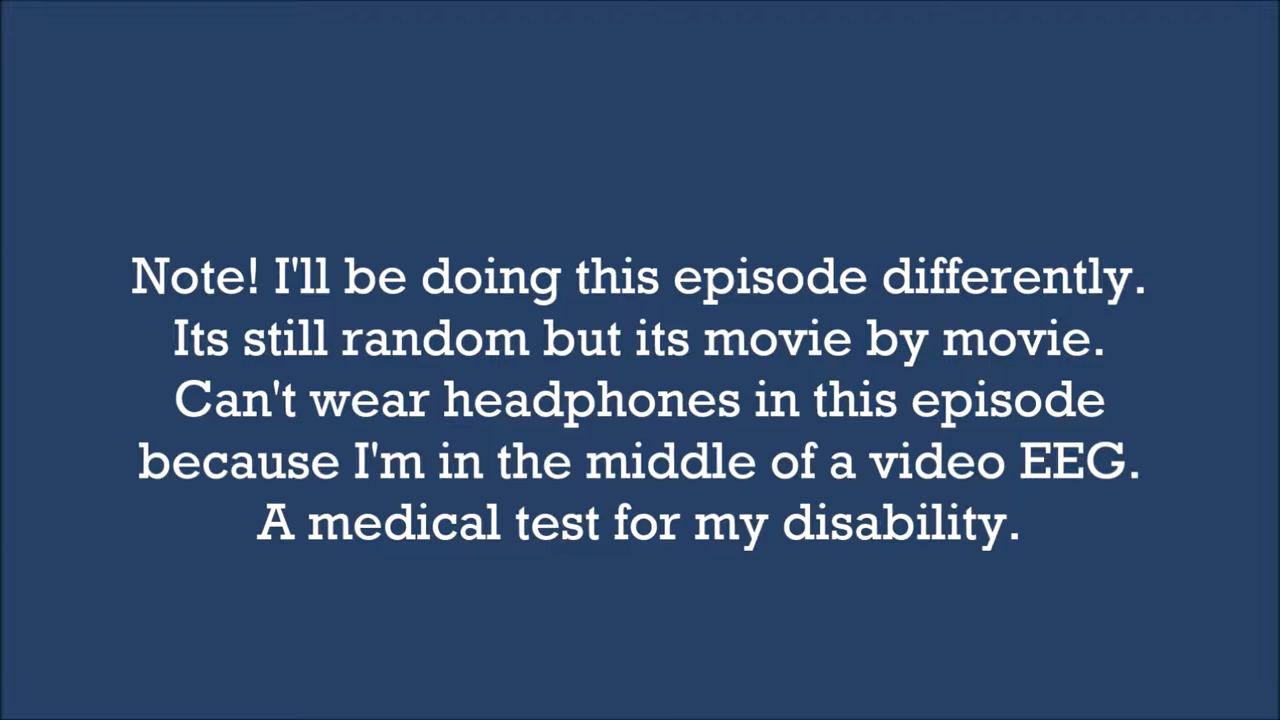 Note! I'll be doing this episode differently.
Its still random but its movie by movie.
Can't wear headphones in this episode
because I'm in the middle of a video EEG.
A medical test for my disability.